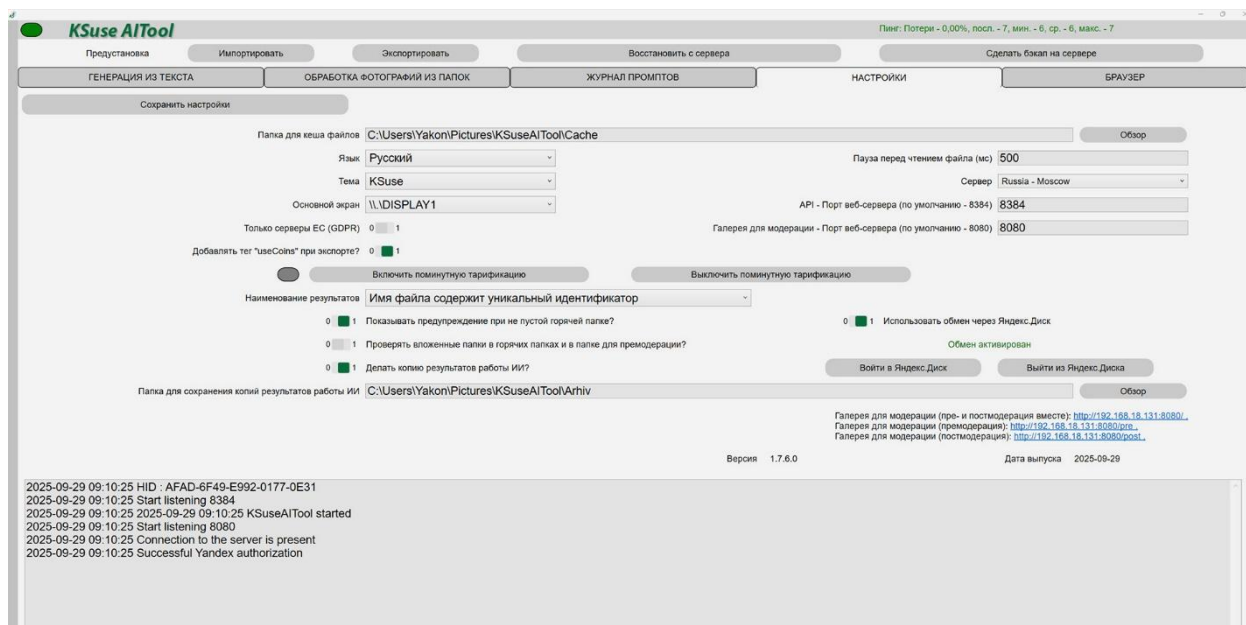 KSuse AITool
Пинг: Потери - 0,00%, посл. - 7, мин. - 6, ср. - 6, макс. - 7
Предустановка Импортировать Экспортировать Восстановить с сервера Сделать бэкап на сервере
ГЕНЕРАЦИЯ ИЗ ТЕКСТА ОБРАБОТКА ФОТОГРАФИЙ ИЗ ПАПОК ЖУРНАЛ ПРОМПТОВ НАСТРОЙКИ БРАУЗЕР
Сохранить настройки
Папка для кеша файлов C:\Users\Yakon\Pictures\KSuseAITool\Cache Обзор
Язык Русский Пауза перед чтением файла (мс) 500
Тема KSuse Сервер Russia - Moscow
Основной экран \\.\DISPLAY1 API - Порт веб-сервера (по умолчанию - 8384) 8384
Только серверы ЕС (GDPR) 0 1 Галерея для модерации - Порт веб-сервера (по умолчанию - 8080) 8080
Добавлять тег "useCoins" при экспорте? 0 1
Включить поминутную тарификацию Выключить поминутную тарификацию
Наименование результатов Имя файла содержит уникальный идентификатор
0 1 Показывать предупреждение при не пустой горячей папке? 0 1 Использовать обмен через Яндекс.Диск
0 1 Проверять вложенные папки в горячих папках и в папке для премодерации? Обмен активирован
0 1 Делать копию результатов работы ИИ? Войти в Яндекс.Диск Выйти из Яндекс.Диска
Папка для сохранения копий результатов работы ИИ C:\Users\Yakon\Pictures\KSuseAITool\Arhiv Обзор
Галерея для модерации (пре- и постмодерация вместе): http://192.168.18.131:8080/ .
Галерея для модерации (премодерация): http://192.168.18.131:8080/pre .
Галерея для модерации (постмодерация): http://192.168.18.131:8080/post .
Версия 1.7.6.0 Дата выпуска 2025-09-29
2025-09-29 09:10:25 HID : AFAD-6F49-E992-0177-0E31
2025-09-29 09:10:25 Start listening 8384
2025-09-29 09:10:25 2025-09-29 09:10:25 KSuseAITool started
2025-09-29 09:10:25 Start listening 8080
2025-09-29 09:10:25 Connection to the server is present
2025-09-29 09:10:25 Successful Yandex authorization